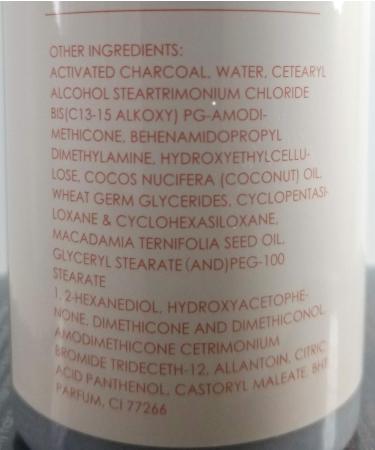 OTHER INGREDIENTS:
ACTIVATED CHARCOAL, WATER, CETEARYL
ALCOHOL STEARTRIMONIUM CHLORIDE
BIS(C13-15 ALKOXY) PG-AMODI-
METHICONE, BEHENAMIDOPROPYL
DIMETHYLAMINE, HYDROXYETHYLCELLU-
LOSE, COCOS NUCIFERA (COCONUT) OIL,
WHEAT GERM GLYCERIDES, CYCLOPENTASI-
LOXANE & CYCLOHEXASILOXANE,
MACADAMIA TERNIFOLIA SEED OIL,
GLYCERYL STEARATE(AND)PEG-100
STEARATE
1, 2-HEXANEDIOL, HYDROXYACETOPHE-
NONE, DIMETHICONE AND DIMETHICONOL,
AMODIMETHICONE CETRIMONIUM
BROMIDE TRIDECETH-12, ALLANTOIN, CITRIC
ACID PANTHENOL, CASTORYL MALEATE, BHT
PARFUM, CI 77266